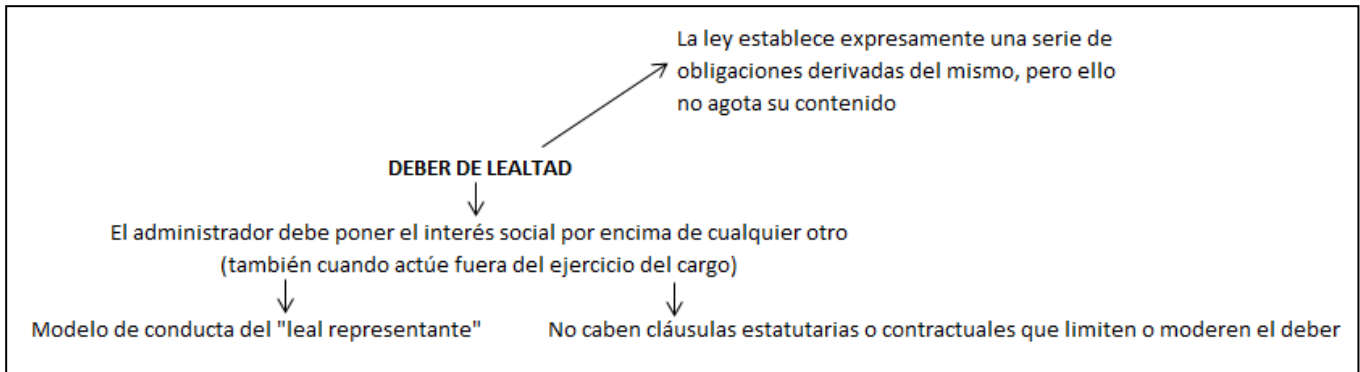 La ley establece expresamente una serie de
obligaciones derivadas del mismo, pero ello
no agota su contenido
DEBER DE LEALTAD
El administrador debe poner el interés social por encima de cualquier otro
(también cuando actúe fuera del ejercicio del cargo)
Modelo de conducta del "leal representante"
No caben cláusulas estatutarias o contractuales que limiten o moderen el deber